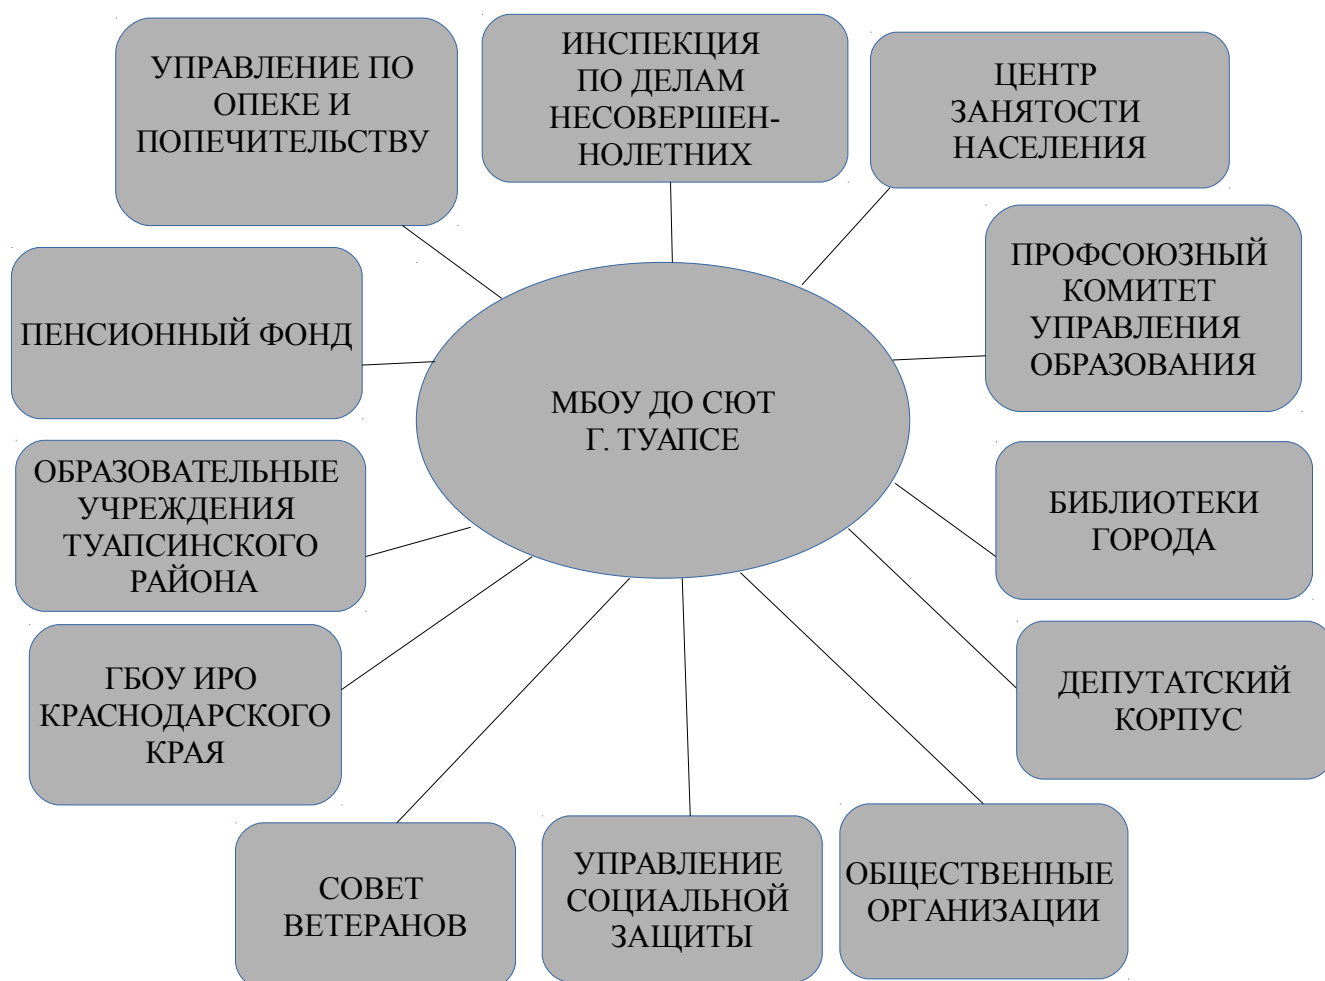 УПРАВЛЕНИЕ ПО
ОПЕКЕ И
ПОПЕЧИТЕЛЬСТВУ
ИНСПЕКЦИЯ
ПО ДЕЛАМ
НЕСОВЕРШЕН-
НОЛЕТНИХ
ЦЕНТР
ЗАНЯТОСТИ
НАСЕЛЕНИЯ
ПЕНСИОННЫЙ ФОНД
ПРОФСОЮЗНЫЙ
КОМИТЕТ
УПРАВЛЕНИЯ
ОБРАЗОВАНИЯ
МБОУ ДО СЮТ
Г. ТУАПСЕ
ОБРАЗОВАТЕЛЬНЫЕ
УЧРЕЖДЕНИЯ
ТУАПСИНСКОГО
РАЙОНА
БИБЛИОТЕКИ
ГОРОДА
ГБОУ ИРО
КРАСНОДАРСКОГО
КРАЯ
ДЕПУТАТСКИЙ
КОРПУС
СОВЕТ
ВЕТЕРАНОВ
УПРАВЛЕНИЕ
СОЦИАЛЬНОЙ
ЗАЩИТЫ
ОБЩЕСТВЕННЫЕ
ОРГАНИЗАЦИИ